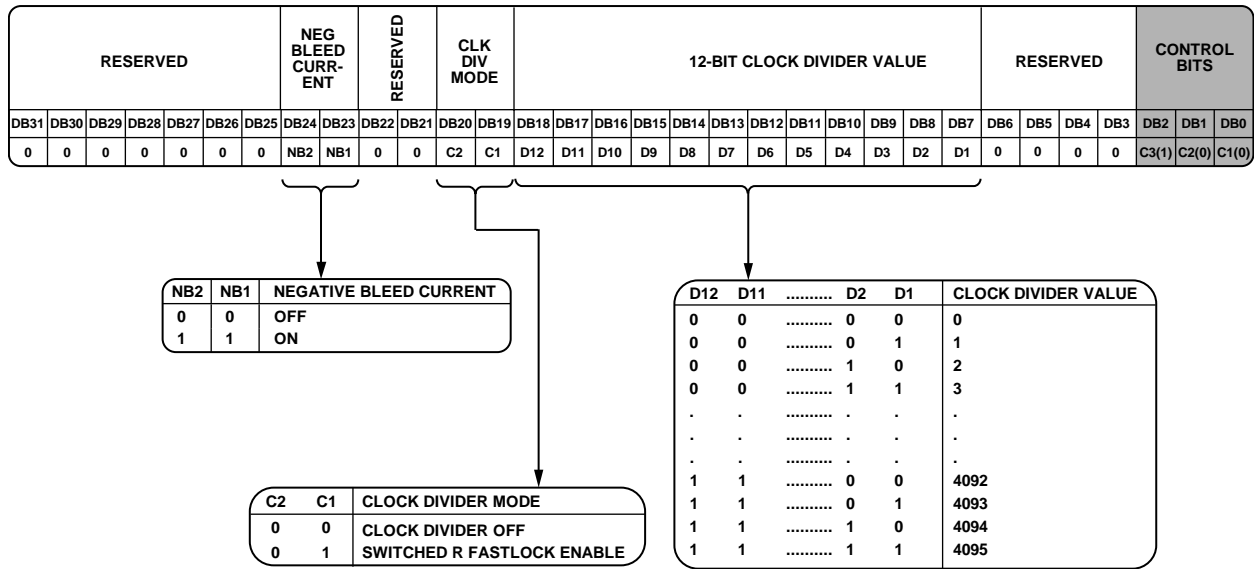 RESERVED
NEG
BLEED
CURR-
ENT
RESERVED
CLK
DIV
MODE
12-BIT CLOCK DIVIDER VALUE
RESERVED
CONTROL
BITS
DB31 DB30 DB29 DB28 DB27 DB26 DB25 DB24 DB23 DB22 DB21 DB20 DB19 DB18 DB17 DB16 DB15 DB14 DB13 DB12 DB11 DB10 DB9 DB8 DB7 DB6 DB5 DB4 DB3 DB2 DB1 DB0
0 0 0 0 0 0 0 NB2 NB1 0 0 C2 C1 D12 D11 D10 D9 D8 D7 D6 D5 D4 D3 D2 D1 0 0 0 0 C3(1) C2(0) C1(0)
NB2 NB1 NEGATIVE BLEED CURRENT
0 0 OFF
1 1 ON
D12 D11 .......... D2 D1 CLOCK DIVIDER VALUE
0 0 .......... 0 0 0
0 0 .......... 0 1 1
0 0 .......... 1 0 2
0 0 .......... 1 1 3
. . .......... . . .
. . .......... . . .
. . .......... . . .
1 1 .......... 0 0 4092
1 1 .......... 0 1 4093
1 1 .......... 1 0 4094
1 1 .......... 1 1 4095
C2 C1 CLOCK DIVIDER MODE
0 0 CLOCK DIVIDER OFF
0 1 SWITCHED R FASTLOCK ENABLE